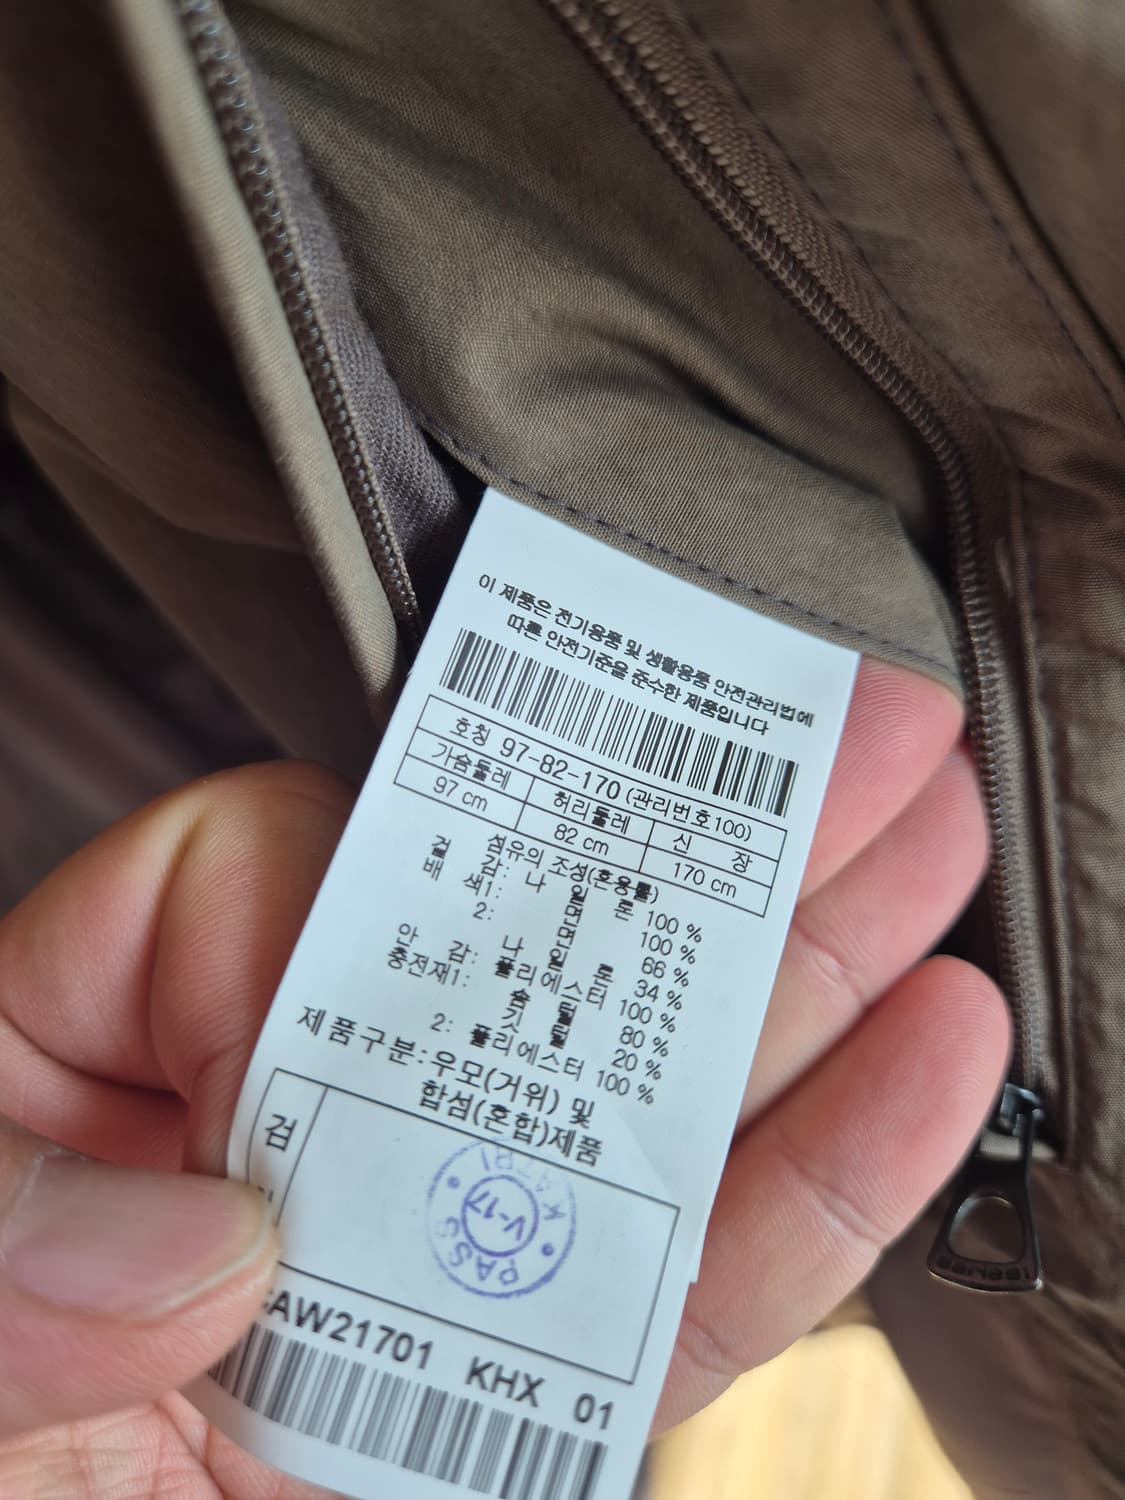 이 제품은 전기용품 및 생활용품 안전관리법에
따른 안전기준을 준수한 제품입니다
호칭 97-82-170 (관리번호100)
가슴둘레 허리둘레 신 장
97 cm 82 cm 170 cm
섬유의 조성(혼용률)
겉 감: 나 일 론 100 %
배 색1: 면 100 %
2: 면 66 %
나 일 론 34 %
안 감: 폴리에스터 100 %
충전재1: 솜 털 80 %
깃 털 20 %
2: 폴리에스터 100 %
제품구분: 우모(거위) 및
합섬(혼합)제품
검
KATRI
V-17
PASS
AW21701 KHX 01